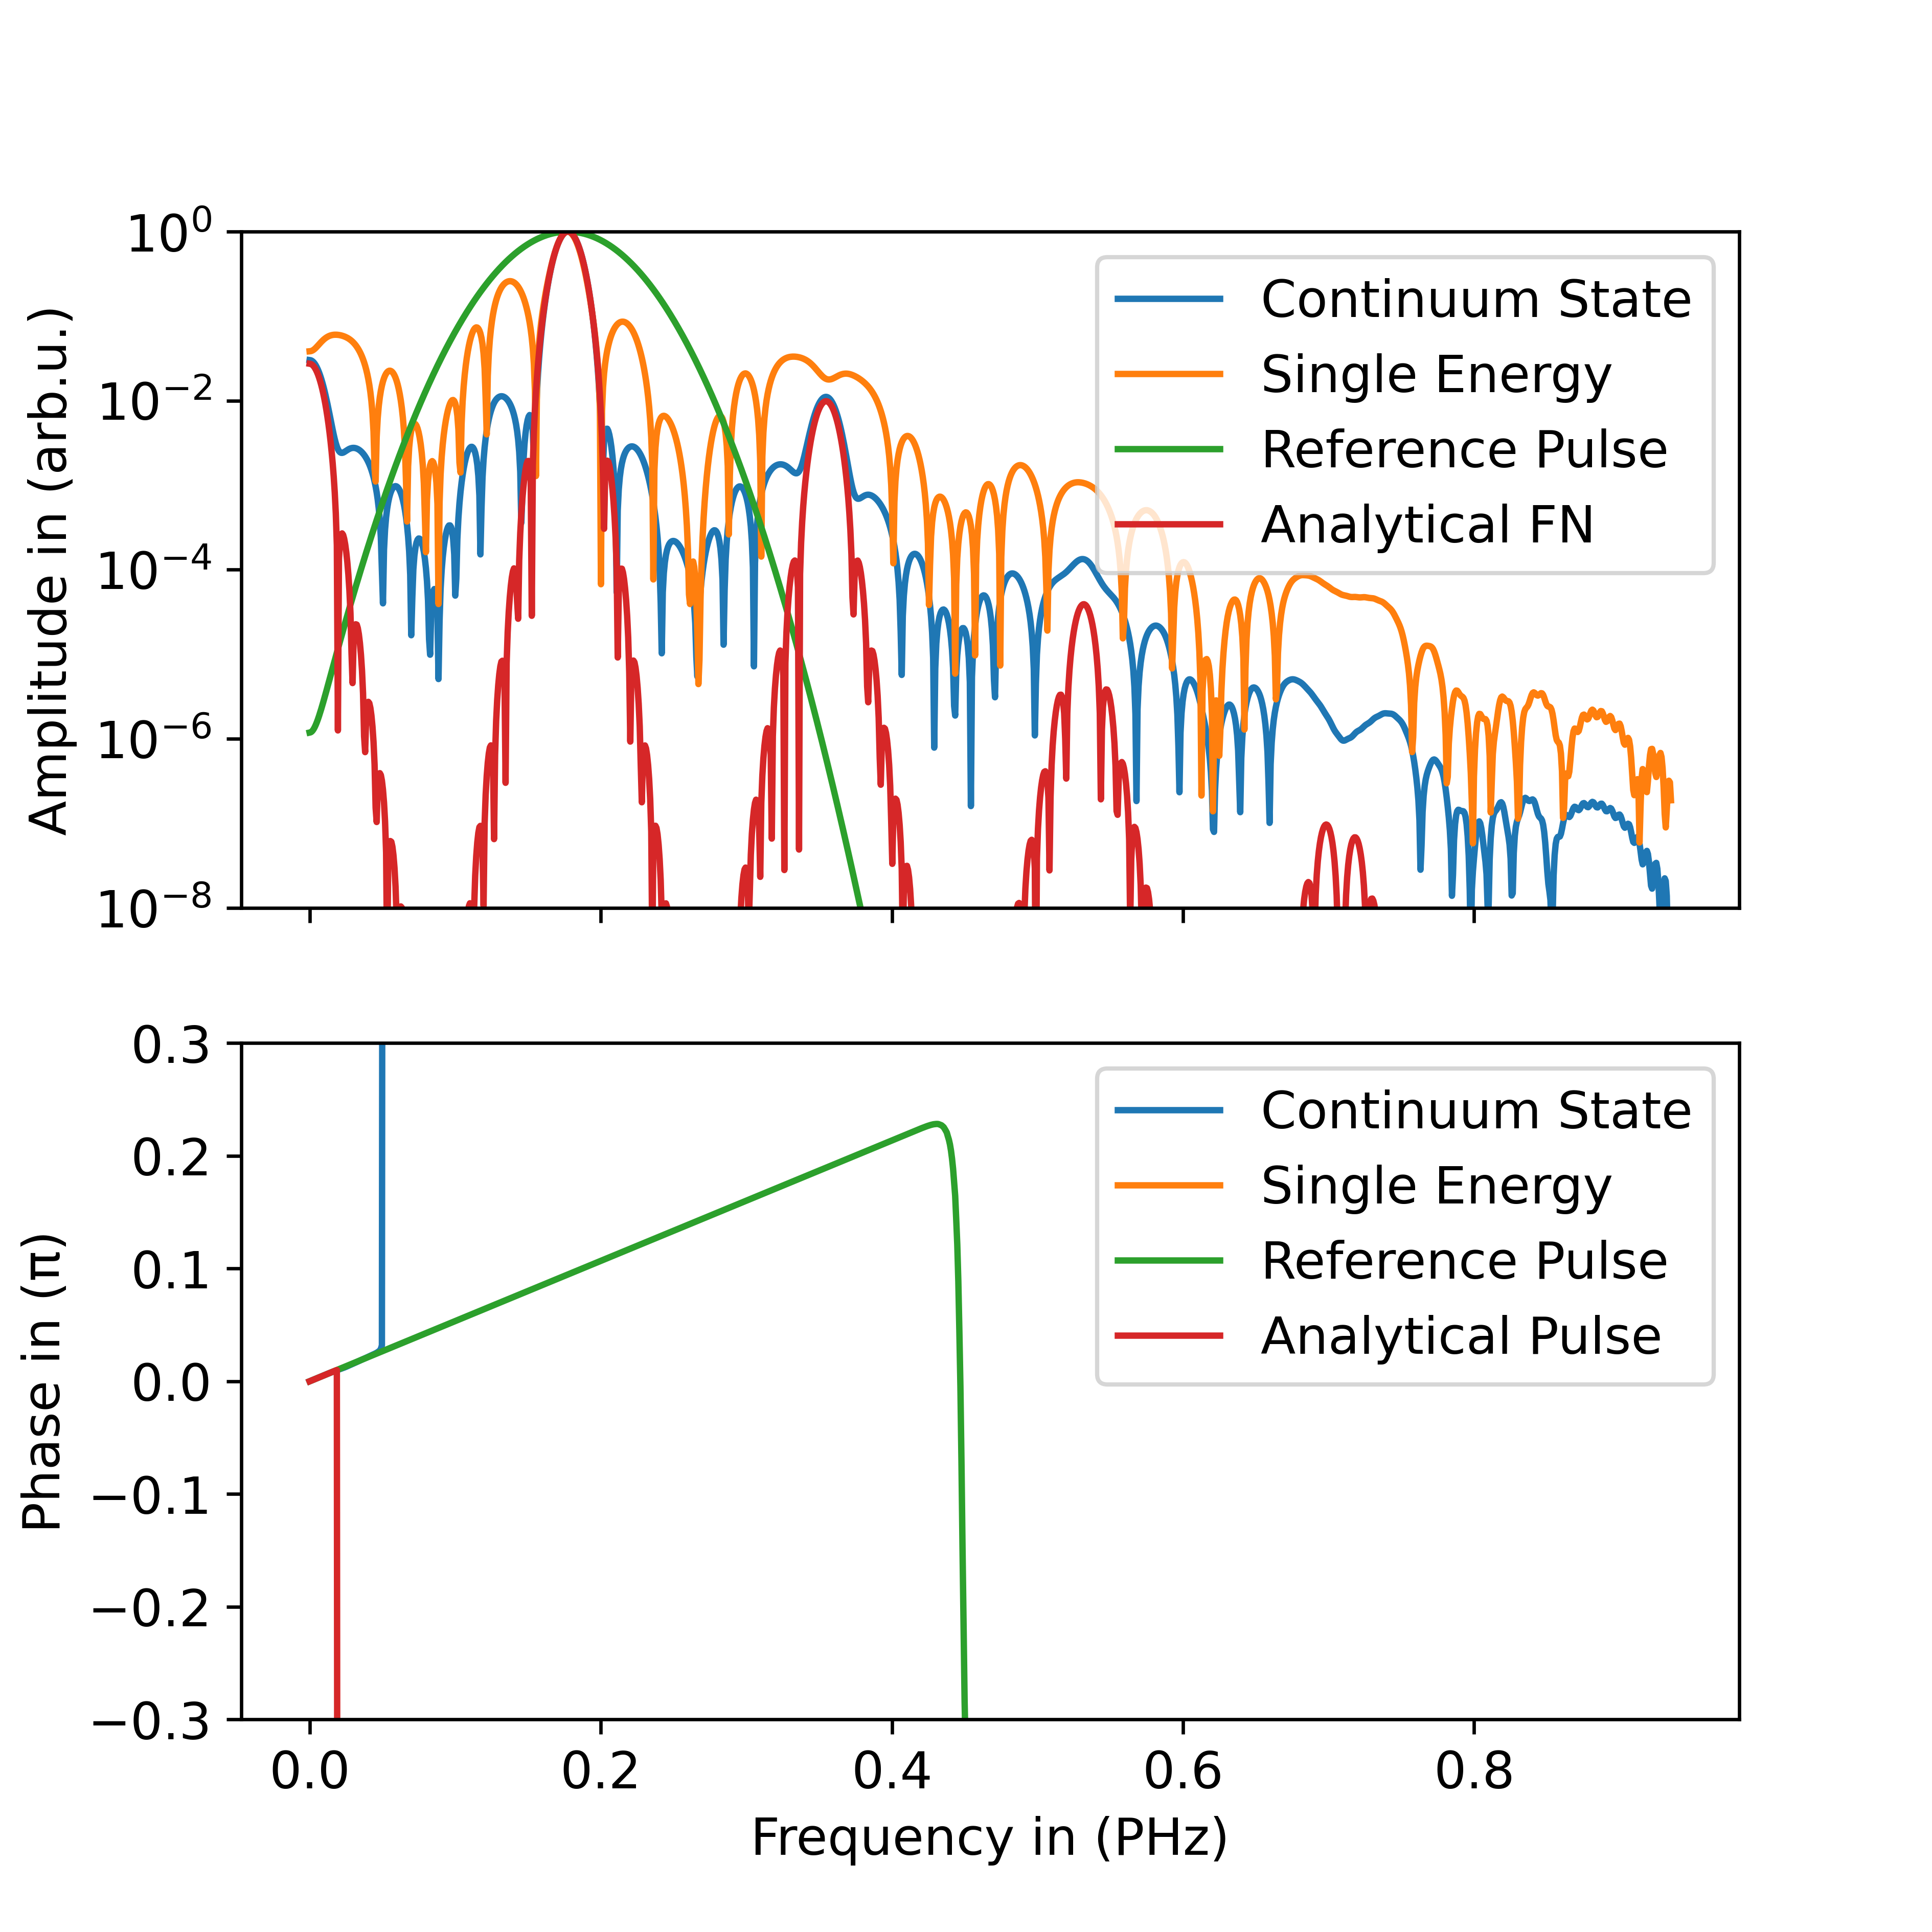 10⁰
10⁻²
10⁻⁴
10⁻⁶
10⁻⁸
Amplitude in (arb.u.)
Continuum State
Single Energy
Reference Pulse
Analytical FN
0.3
0.2
0.1
0.0
−0.1
−0.2
−0.3
Phase in (π)
Continuum State
Single Energy
Reference Pulse
Analytical Pulse
0.0 0.2 0.4 0.6 0.8
Frequency in (PHz)